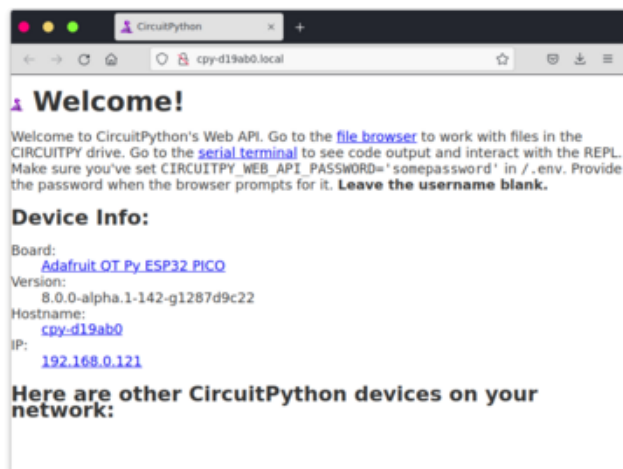 CircuitPython
cpy-d19ab0.local
Welcome!
Welcome to CircuitPython's Web API. Go to the file browser to work with files in the
CIRCUITPY drive. Go to the serial terminal to see code output and interact with the REPL.
Make sure you've set CIRCUITPY_WEB_API_PASSWORD='somepassword' in /.env. Provide
the password when the browser prompts for it. Leave the username blank.
Device Info:
Board:
Adafruit QT Py ESP32 PICO
Version:
8.0.0-alpha.1-142-g1287d9c22
Hostname:
cpy-d19ab0
IP:
192.168.0.121
Here are other CircuitPython devices on your
network: